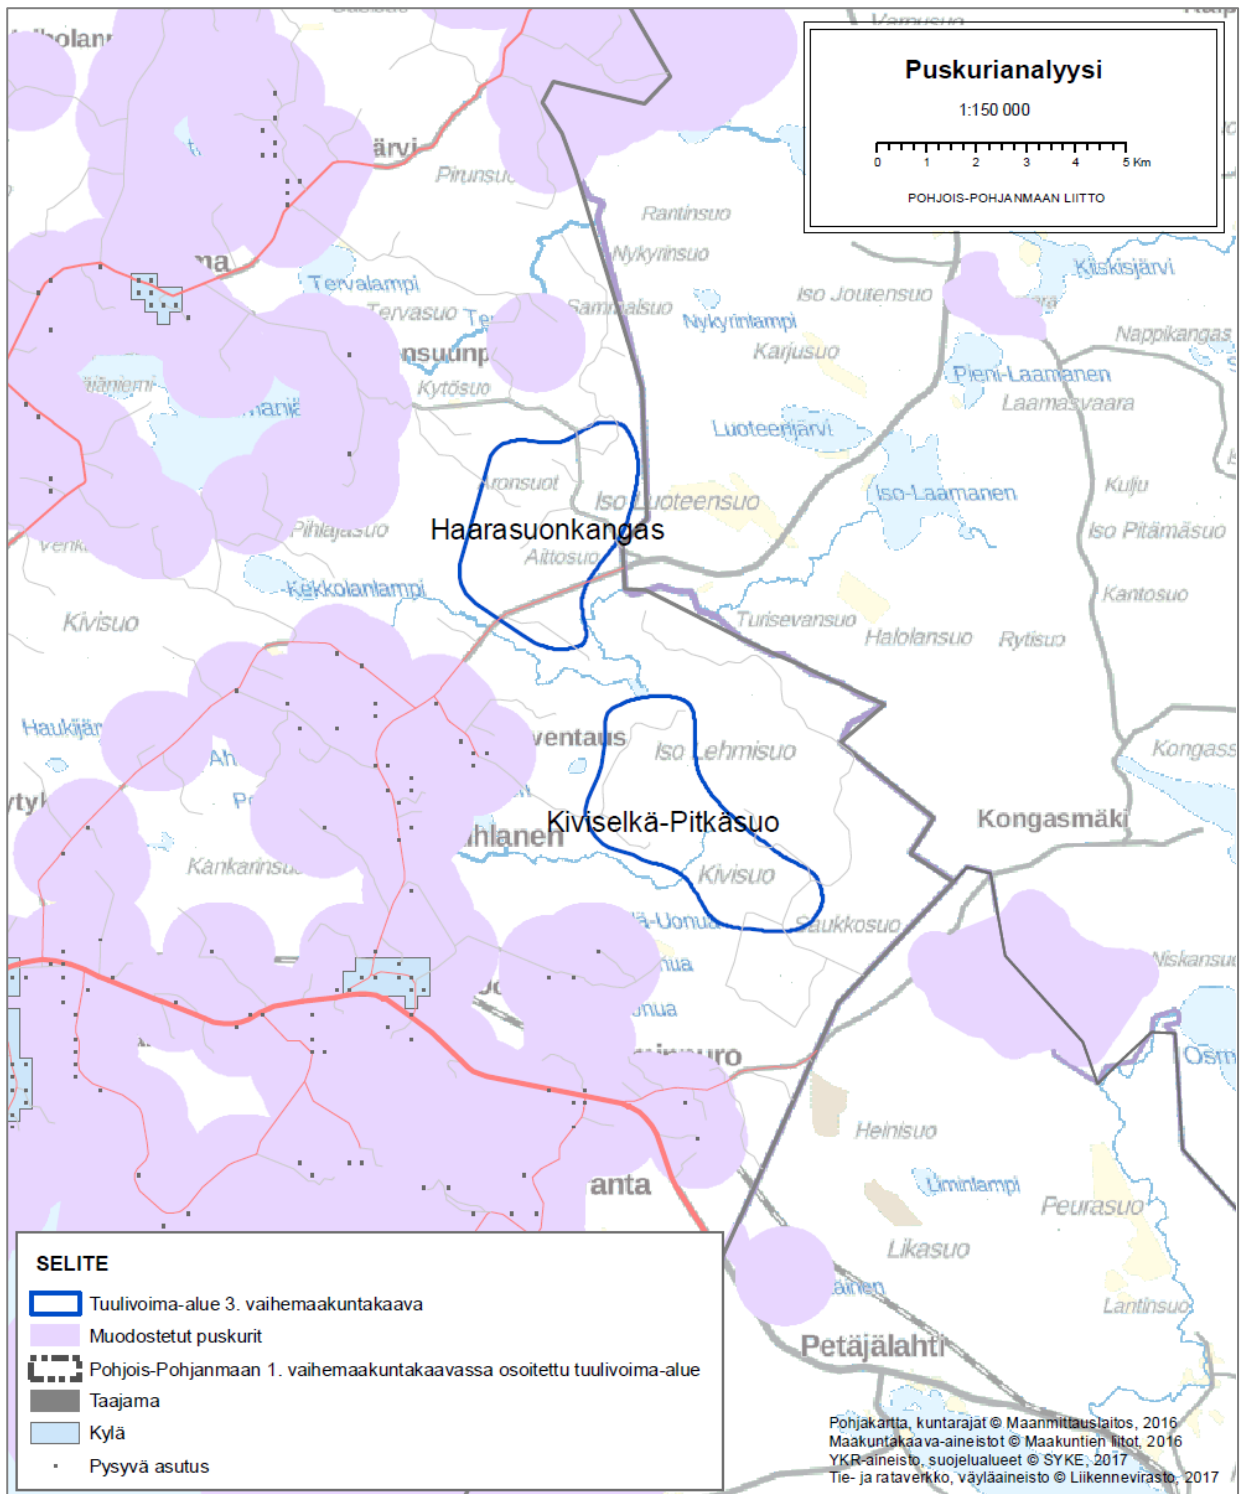 Puskurianalyysi
1:150 000
0 1 2 3 4 5 Km
POHJOIS-POHJANMAAN LIITTO
Pirunsuo
Rantinsuo
Nykyrinsuo
Kiiskisjärvi
Tervalampi
Iso Joutensuo
Tervasuo
Sammalsuo
Nykyrinlampi
Nappikangas
Karjusuo
Kytösuo
Pieni-Laamanen
Laamasvaara
Luoteenjärvi
Aronsuot
Iso Luoteensuo
Iso-Laamanen
Kulju
Haarasuonkangas
Pihlajasuo
Iso Pitämäsuo
Aittosuo
Kekkolanlampi
Kantosuo
Kivisuo
Turisevansuo
Halolansuo
Rytisuo
Iso Lehmisuo
Kongasmäki
Kiviselkä-Pitkäsuo
Kankarinsuo
Kivisuo
Saukkosuo
Niskansuo
Heinisuo
Liminlampi
Peurasuo
Likasuo
Lantinsuo
Petäjälahti
SELITE
Tuulivoima-alue 3. vaihemaakuntakaava
Muodostetut puskurit
Pohjois-Pohjanmaan 1. vaihemaakuntakaavassa osoitettu tuulivoima-alue
Taajama
Kylä
Pysyvä asutus
Pohjakartta, kuntarajat © Maanmittauslaitos, 2016
Maakuntakaava-aineistot © Maakuntien liitot, 2016
YKR-aineisto, suojelualueet © SYKE, 2017
Tie- ja rataverkko, väyläaineisto © Liikennevirasto, 2017